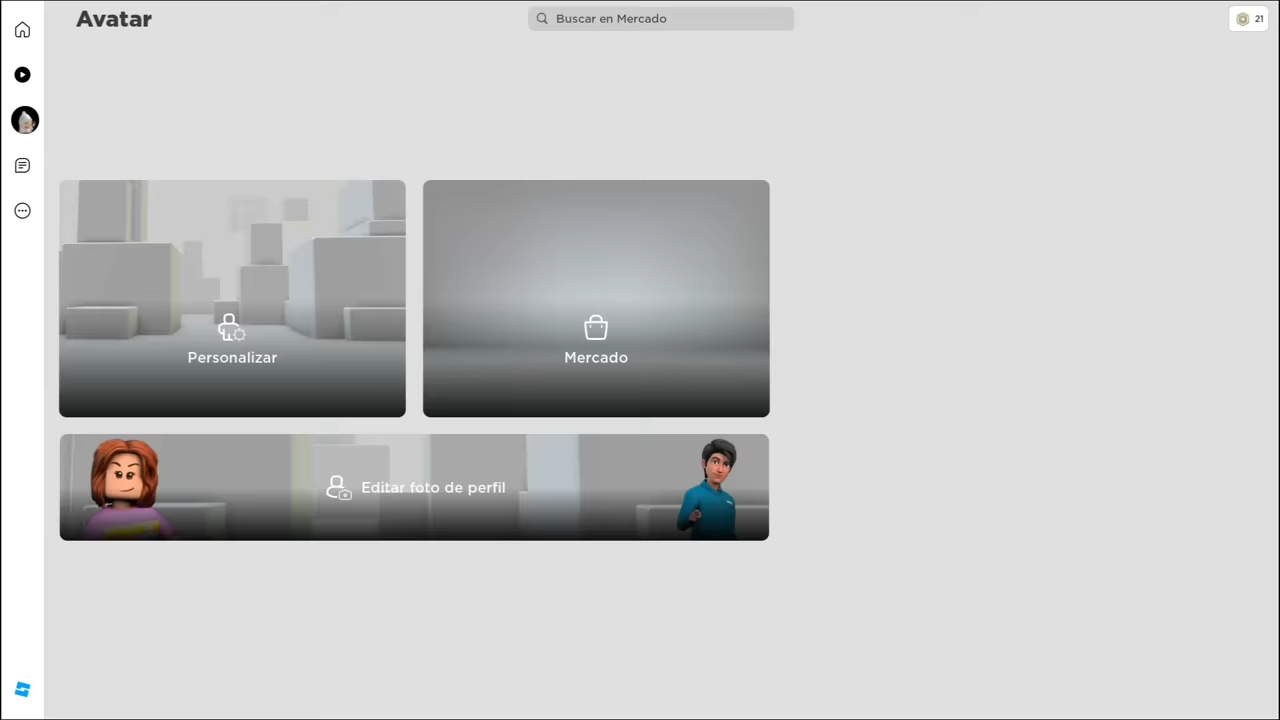 Avatar
Buscar en Mercado
21
Personalizar
Mercado
Editar foto de perfil